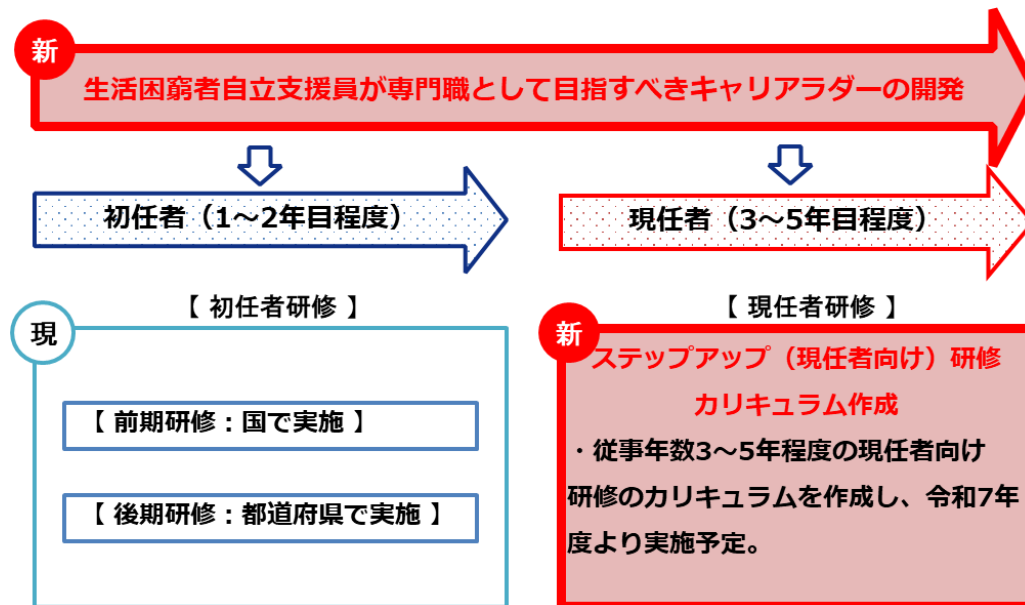 新
生活困窮者自立支援員が専門職として目指すべきキャリアラダーの開発
初任者（1～2年目程度）
現任者（3～5年目程度）
【 初任者研修 】
現
【 前期研修：国で実施 】
【 後期研修：都道府県で実施 】
【 現任者研修 】
新
ステップアップ（現任者向け）研修
カリキュラム作成
・従事年数3～5年程度の現任者向け
研修のカリキュラムを作成し、令和7年
度より実施予定。